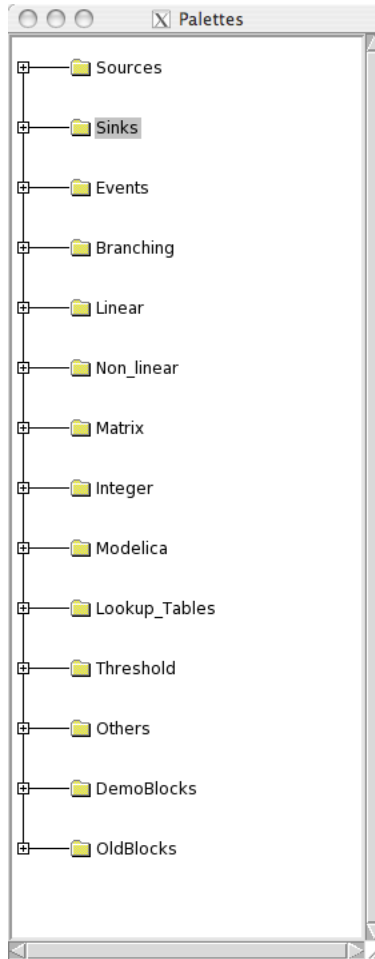 Palettes
Sources
Sinks
Events
Branching
Linear
Non_linear
Matrix
Integer
Modelica
Lookup_Tables
Threshold
Others
DemoBlocks
OldBlocks